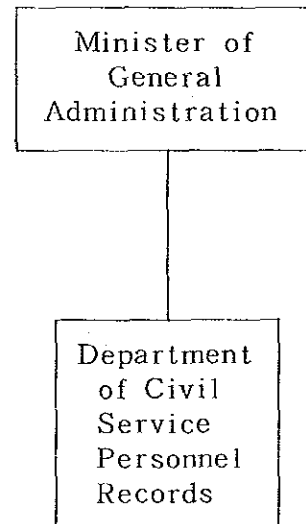 Minister of
General
Administration
Department
of Civil
Service
Personnel
Records